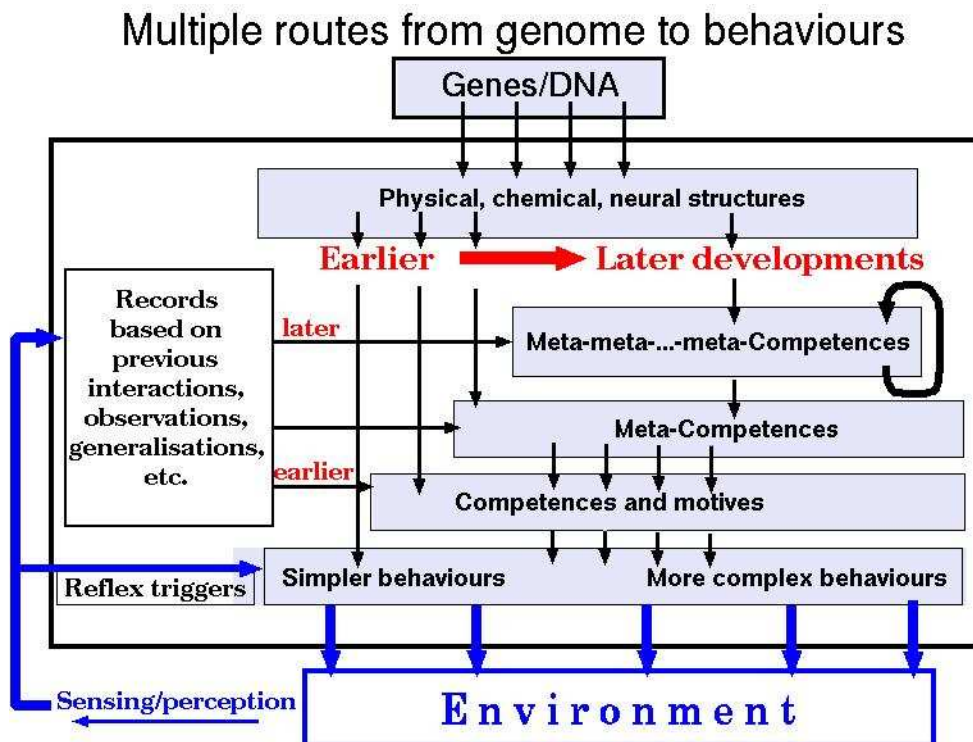 Multiple routes from genome to behaviours
Genes/DNA
Physical, chemical, neural structures
Earlier
Later developments
Records
based on
previous
interactions,
observations,
generalisations,
etc.
later
Meta-meta-...-meta-Competences
Meta-Competences
earlier
Competences and motives
Reflex triggers
Simpler behaviours
More complex behaviours
Sensing/perception
Environment